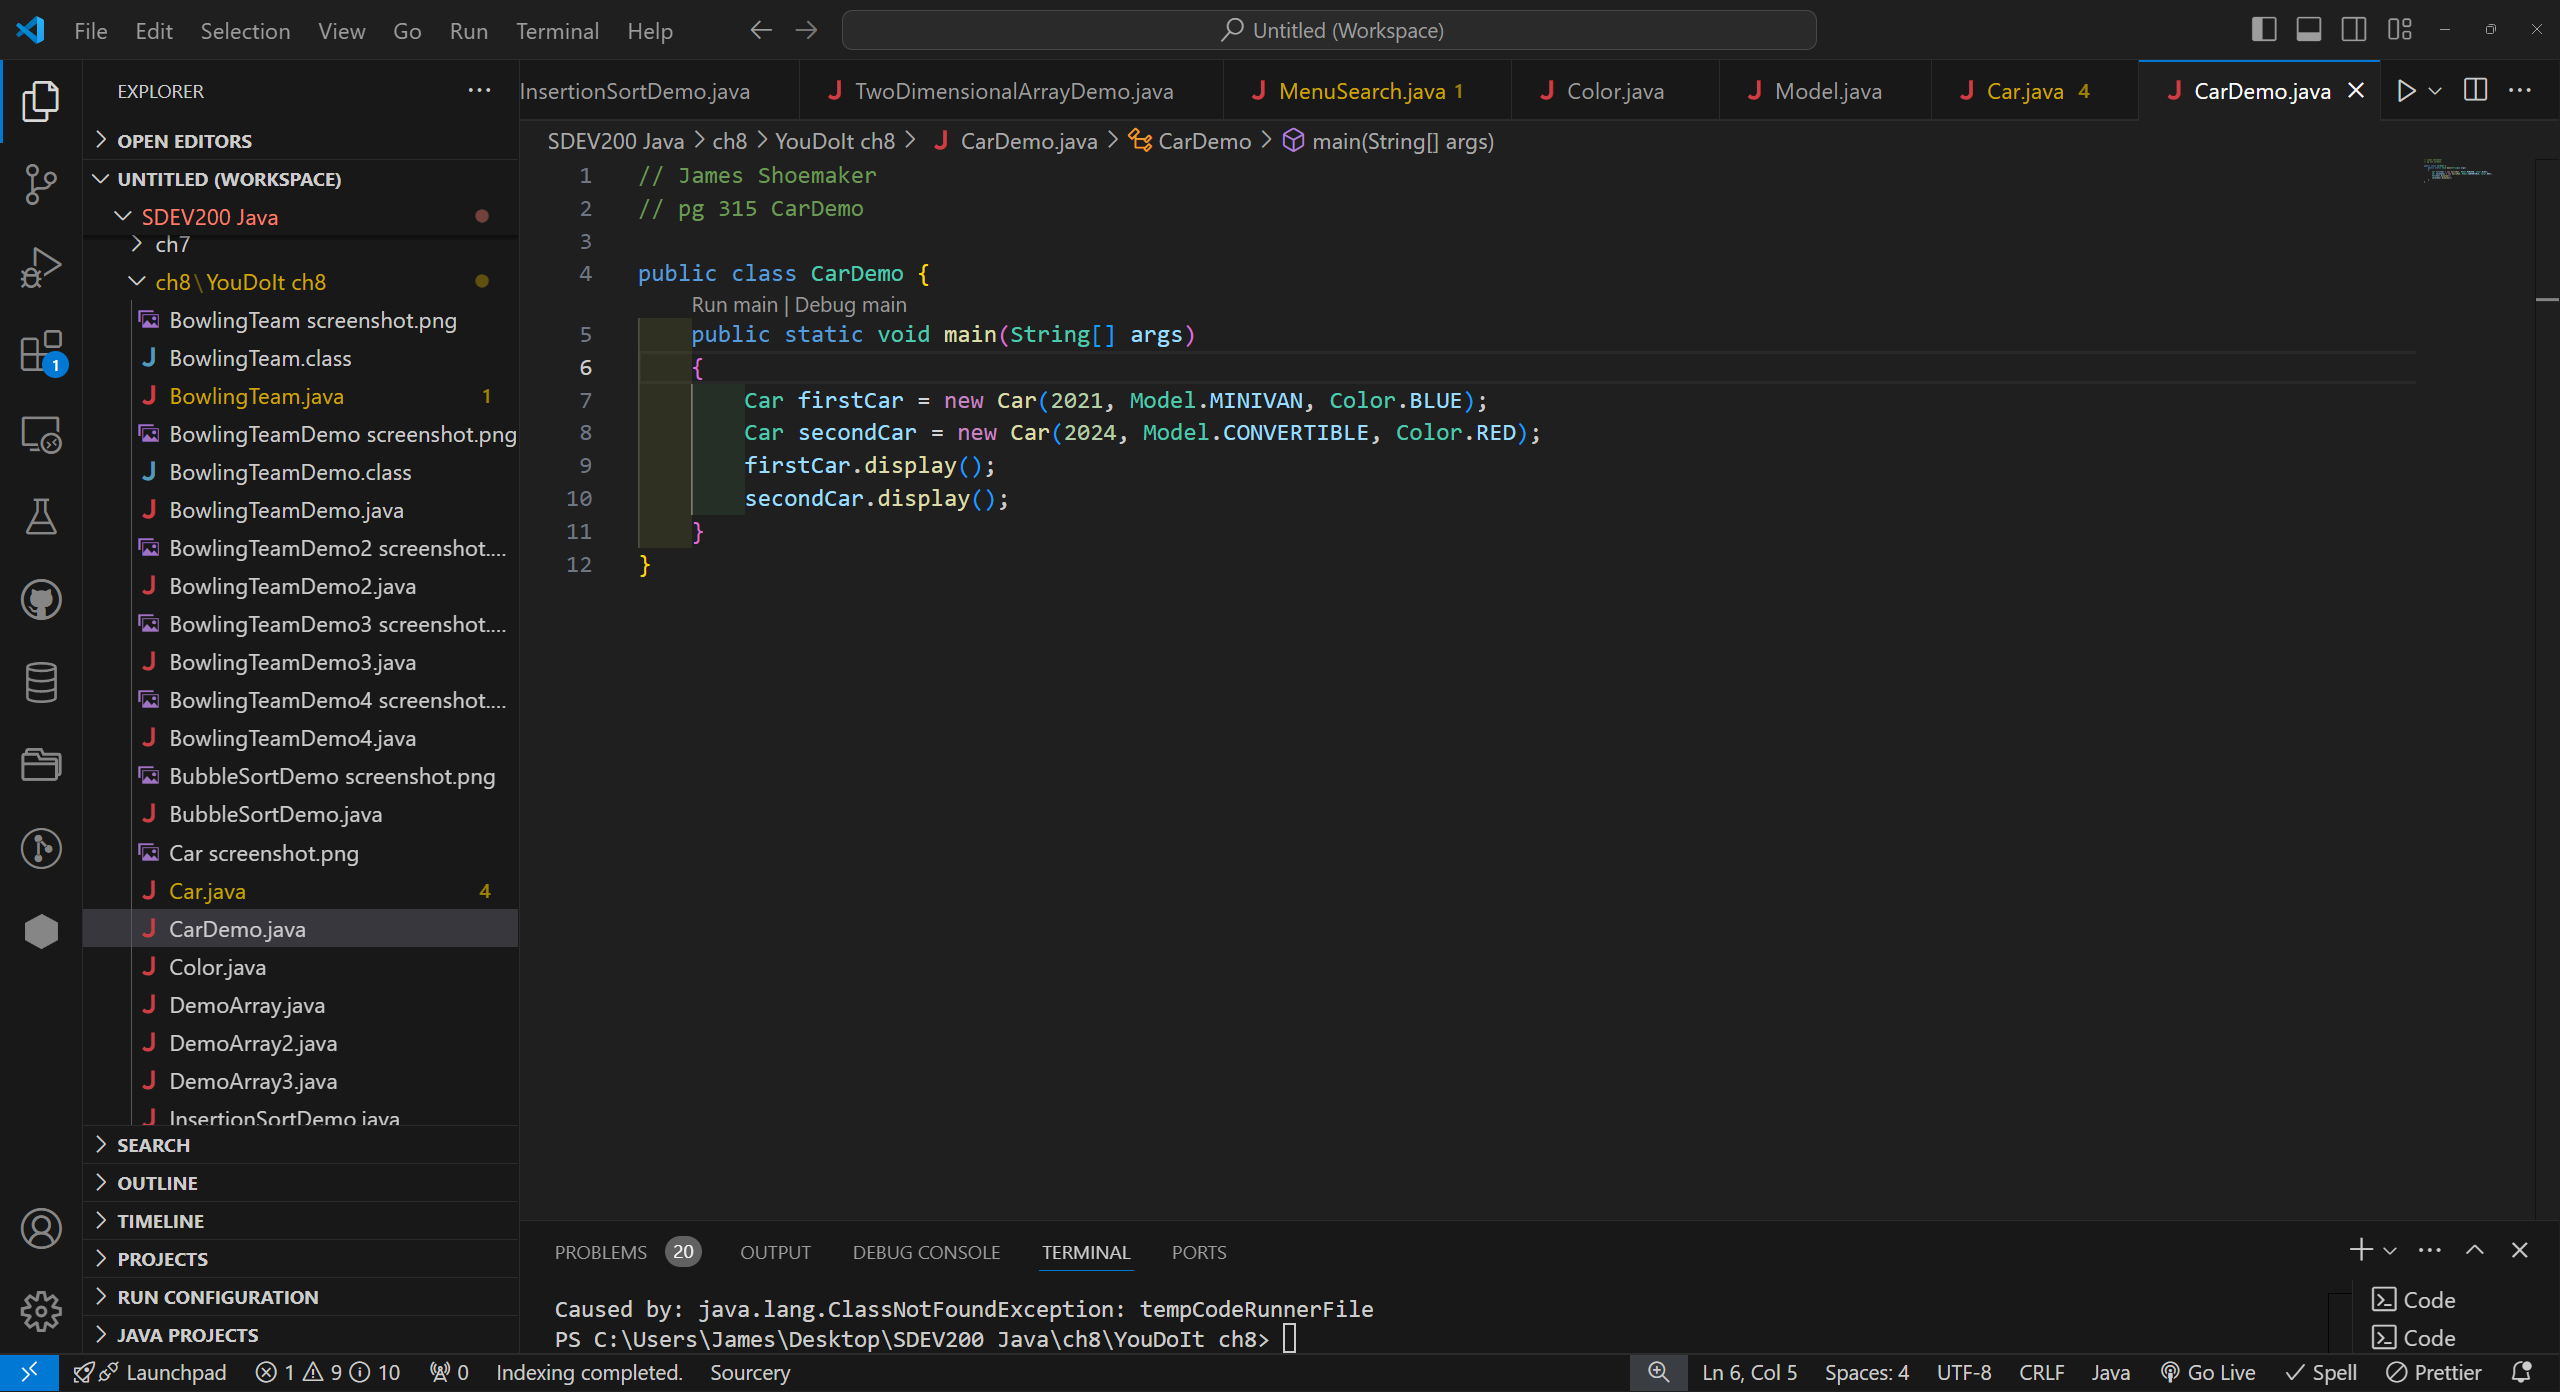 File Edit Selection View Go Run Terminal Help
Untitled (Workspace)
EXPLORER
OPEN EDITORS
UNTITLED (WORKSPACE)
SDEV200 Java
ch7
ch8\YouDoIt ch8
BowlingTeam screenshot.png
BowlingTeam.class
BowlingTeam.java 1
BowlingTeamDemo screenshot.png
BowlingTeamDemo.class
BowlingTeamDemo.java
BowlingTeamDemo2 screenshot....
BowlingTeamDemo2.java
BowlingTeamDemo3 screenshot....
BowlingTeamDemo3.java
BowlingTeamDemo4 screenshot....
BowlingTeamDemo4.java
BubbleSortDemo screenshot.png
BubbleSortDemo.java
Car screenshot.png
Car.java 4
CarDemo.java
Color.java
DemoArray.java
DemoArray2.java
DemoArray3.java
InsertionSortDemo.java
SEARCH
OUTLINE
TIMELINE
PROJECTS
RUN CONFIGURATION
JAVA PROJECTS
1
InsertionSortDemo.java TwoDimensionalArrayDemo.java MenuSearch.java 1 Color.java Model.java Car.java 4 CarDemo.java
SDEV200 Java > ch8 > YouDoIt ch8 > CarDemo.java > CarDemo > main(String[] args)
1 // James Shoemaker
2 // pg 315 CarDemo
3
4 public class CarDemo {
Run main | Debug main
5 public static void main(String[] args)
6 {
7 Car firstCar = new Car(2021, Model.MINIVAN, Color.BLUE);
8 Car secondCar = new Car(2024, Model.CONVERTIBLE, Color.RED);
9 firstCar.display();
10 secondCar.display();
11 }
12 }
PROBLEMS 20 OUTPUT DEBUG CONSOLE TERMINAL PORTS
Caused by: java.lang.ClassNotFoundException: tempCodeRunnerFile
PS C:\Users\James\Desktop\SDEV200 Java\ch8\YouDoIt ch8>
Code
Code
Launchpad 1 9 10 0 Indexing completed. Sourcery Ln 6, Col 5 Spaces: 4 UTF-8 CRLF Java Go Live Spell Prettier